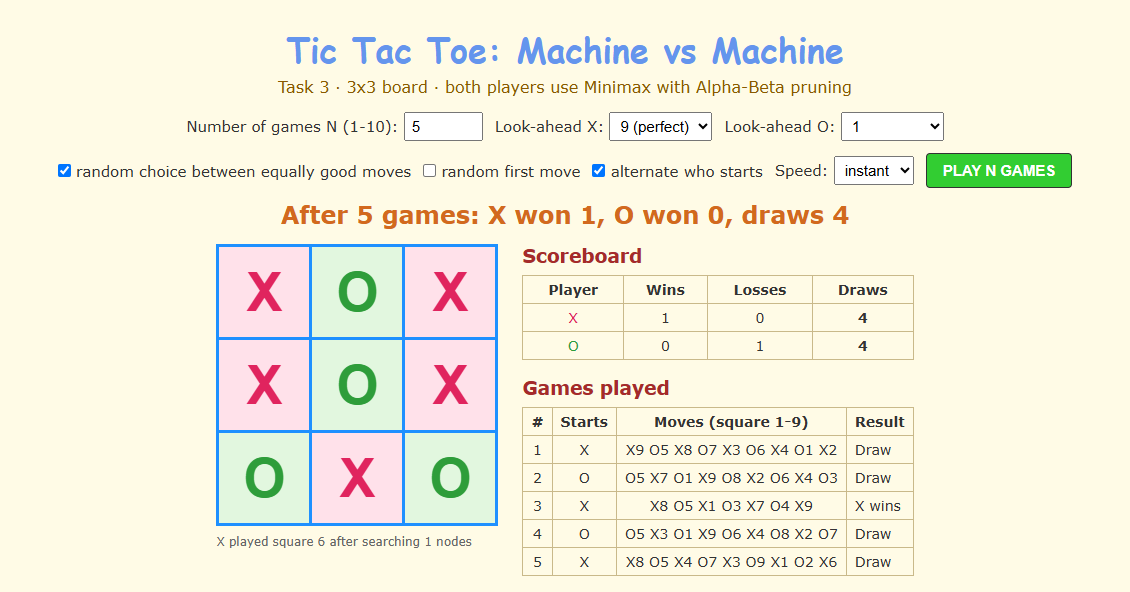 Tic Tac Toe: Machine vs Machine
Task 3 · 3x3 board · both players use Minimax with Alpha-Beta pruning
Number of games N (1-10): 5 Look-ahead X: 9 (perfect) Look-ahead O: 1
random choice between equally good moves random first move alternate who starts Speed: instant PLAY N GAMES
After 5 games: X won 1, O won 0, draws 4
X O X
X O X
O X O
X played square 6 after searching 1 nodes
Scoreboard
Player Wins Losses Draws
X 1 0 4
O 0 1 4
Games played
# Starts Moves (square 1-9) Result
1 X X9 O5 X8 O7 X3 O6 X4 O1 X2 Draw
2 O O5 X7 O1 X9 O8 X2 O6 X4 O3 Draw
3 X X8 O5 X1 O3 X7 O4 X9 X wins
4 O O5 X3 O1 X9 O6 X4 O8 X2 O7 Draw
5 X X8 O5 X4 O7 X3 O9 X1 O2 X6 Draw